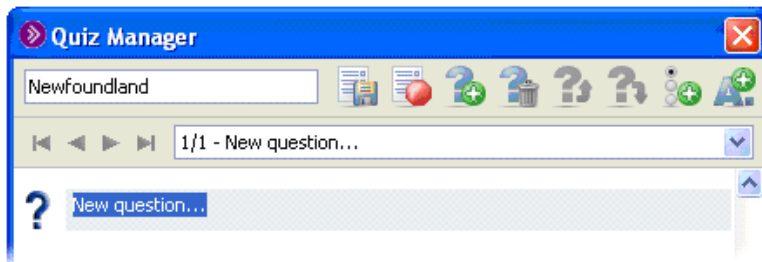 Quiz Manager
Newfoundland
1/1 - New question...
New question...